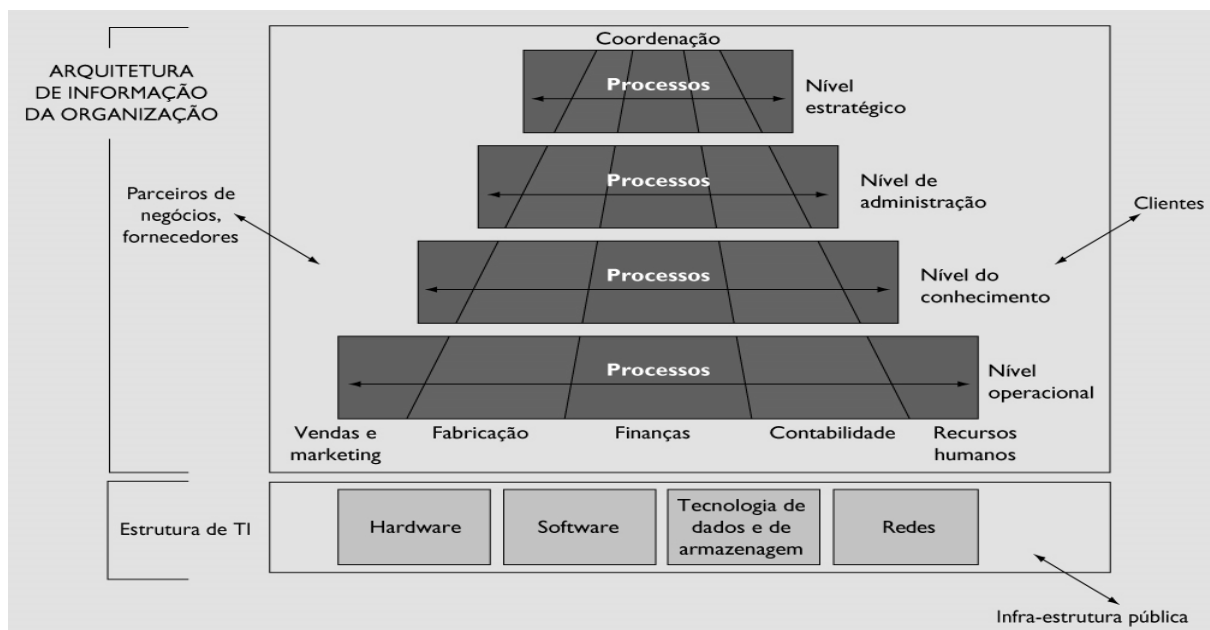 Coordenação
ARQUITETURA
DE INFORMAÇÃO
DA ORGANIZAÇÃO
Processos
Nível
estratégico
Processos
Nível de
administração
Parceiros de
negócios,
fornecedores
Clientes
Processos
Nível do
conhecimento
Processos
Nível
operacional
Vendas e
marketing
Fabricação
Finanças
Contabilidade
Recursos
humanos
Estrutura de TI
Hardware
Software
Tecnologia de
dados e de
armazenagem
Redes
Infra-estrutura pública